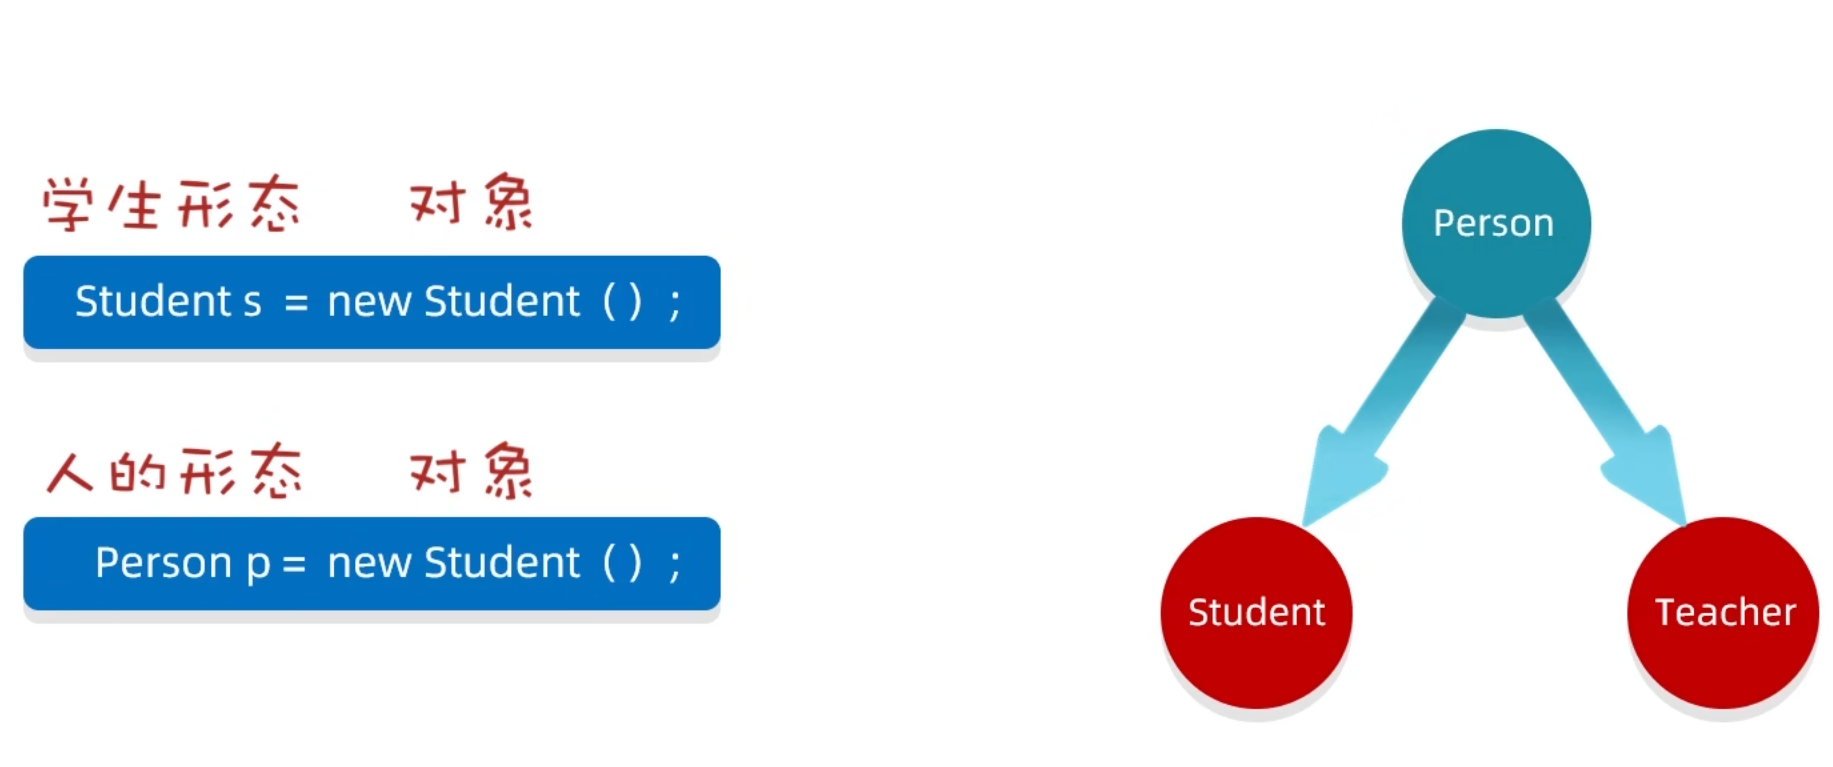 学生形态 对象
Student s = new Student ( ) ;
人的形态 对象
Person p = new Student ( ) ;
Person
Student
Teacher